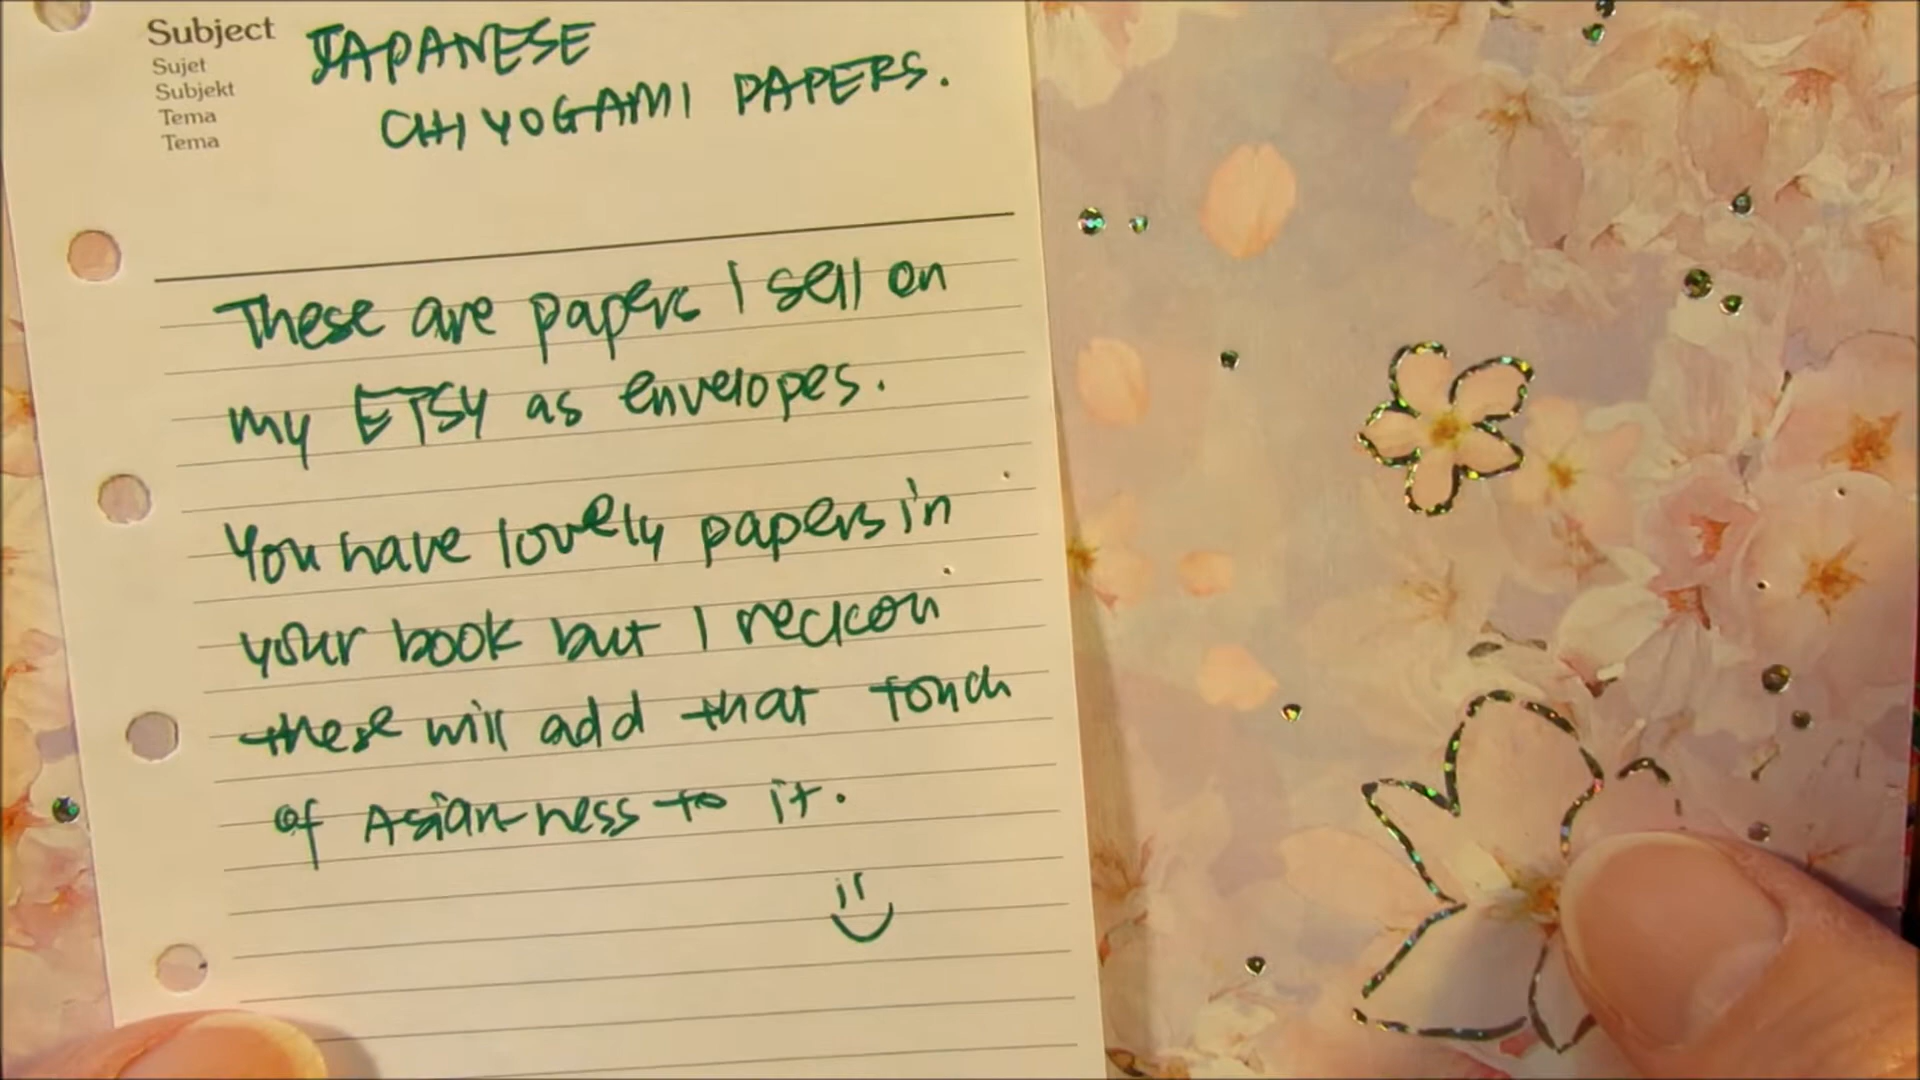 Subject
Sujet
Subjekt
Tema
Tema
JAPANESE
CHIYOGAMI PAPERS.
These are papers I sell on
my ETSY as envelopes.
You have lovely papers in
your book but I reckon
these will add that touch
of Asian-ness to it.